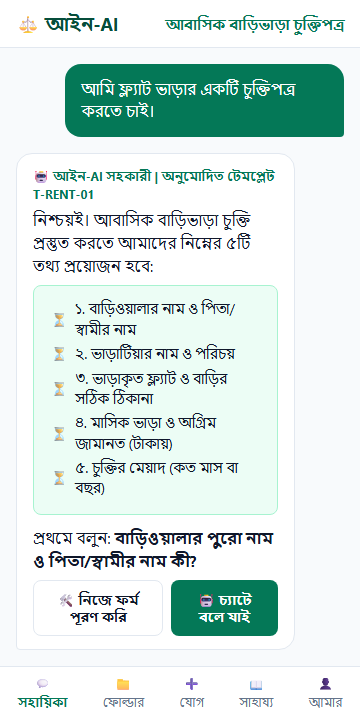 আইন-AI
আবাসিক বাড়িভাড়া চুক্তিপত্র
আমি ফ্ল্যাট ভাড়ার একটি চুক্তিপত্র
করতে চাই।
আইন-AI সহকারী | অনুমোদিত টেমপ্লেট
T-RENT-01
নিশ্চয়ই। আবাসিক বাড়িভাড়া চুক্তি
প্রস্তুত করতে আমাদের নিম্নের ৫টি
তথ্য প্রয়োজন হবে:
১. বাড়িওয়ালার নাম ও পিতা/
স্বামীর নাম
২. ভাড়াটিয়ার নাম ও পরিচয়
৩. ভাড়াকৃত ফ্ল্যাট ও বাড়ির
সঠিক ঠিকানা
৪. মাসিক ভাড়া ও অগ্রিম
জামানত (টাকায়)
৫. চুক্তির মেয়াদ (কত মাস বা
বছর)
প্রথমে বলুন: বাড়িওয়ালার পুরো নাম
ও পিতা/স্বামীর নাম কী?
নিজে ফর্ম
পূরণ করি
চ্যাটে
বলে যাই
সহায়িকা
ফোল্ডার
যোগ
সাহায্য
আমার